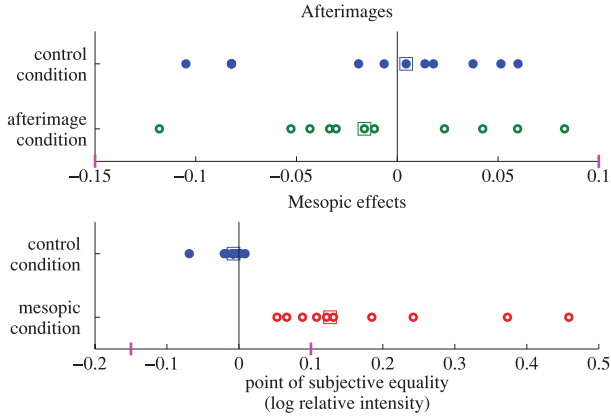 Afterimages
control
condition
afterimage
condition
−0.15 −0.1 −0.05 0 0.05 0.1
Mesopic effects
control
condition
mesopic
condition
−0.2 −0.1 0 0.1 0.2 0.3 0.4 0.5
point of subjective equality
(log relative intensity)